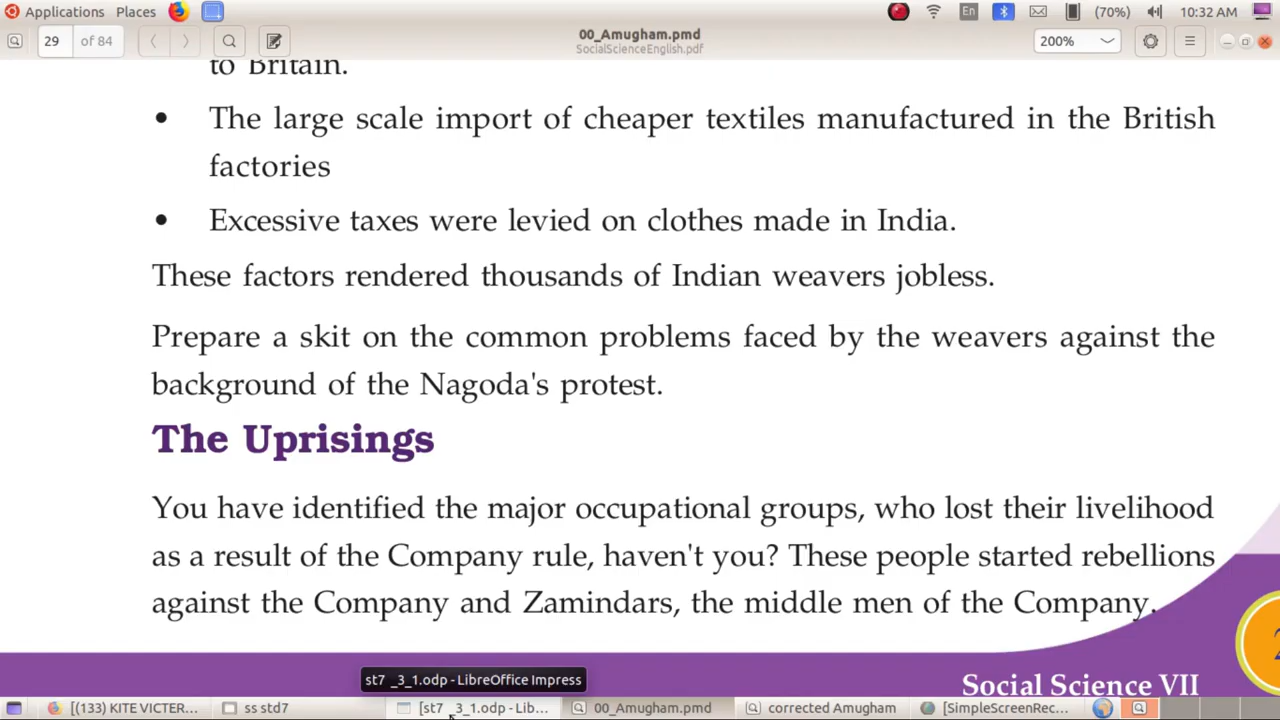 Applications Places En (70%) 10:32 AM
29 of 84 00_Amugham.pmd 200%
SocialScienceEnglish.pdf
to Britain.
• The large scale import of cheaper textiles manufactured in the British
factories
• Excessive taxes were levied on clothes made in India.
These factors rendered thousands of Indian weavers jobless.
Prepare a skit on the common problems faced by the weavers against the
background of the Nagoda's protest.
The Uprisings
You have identified the major occupational groups, who lost their livelihood
as a result of the Company rule, haven't you? These people started rebellions
against the Company and Zamindars, the middle men of the Company.
st7 _3_1.odp - LibreOffice Impress
Social Science VII
[(133) KITE VICTER... ss std7 [st7 _3_1.odp - Lib... 00_Amugham.pmd corrected Amugham [SimpleScreenRec...